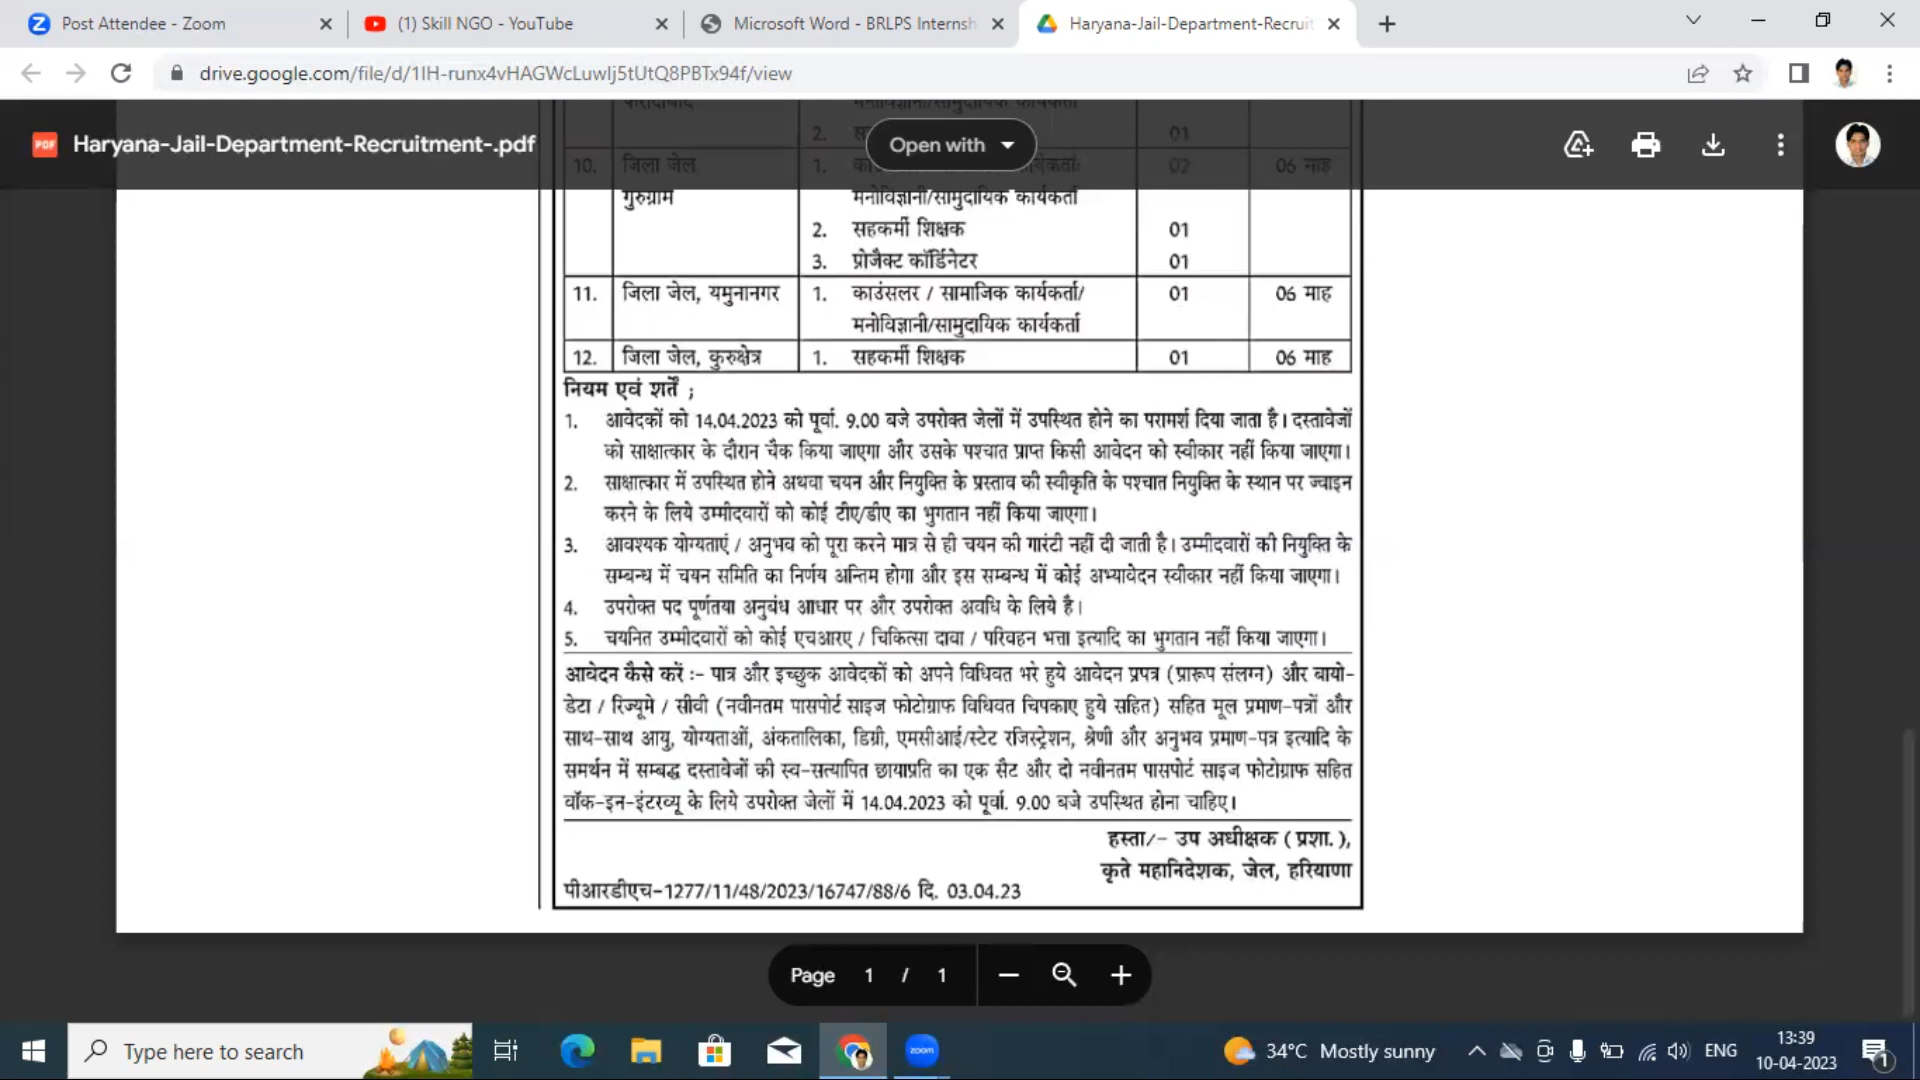 Post Attendee - Zoom
(1) Skill NGO - YouTube
Microsoft Word - BRLPS Internsh
Haryana-Jail-Department-Recruit
drive.google.com/file/d/1IH-runx4vHAGWcLuwIj5tUtQ8PBTx94f/view
Haryana-Jail-Department-Recruitment-.pdf
Open with
फरीदाबाद मनोविज्ञानी/सामुदायिक कार्यकर्ता
2. 01
10. जिला जेल 1. 02 06 माह
गुरुग्राम मनोविज्ञानी/सामुदायिक कार्यकर्ता
2. सहकर्मी शिक्षक 01
3. प्रोजैक्ट कॉर्डिनेटर 01
11. जिला जेल, यमुनानगर 1. काउंसलर / सामाजिक कार्यकर्ता/ 01 06 माह
मनोविज्ञानी/सामुदायिक कार्यकर्ता
12. जिला जेल, कुरुक्षेत्र 1. सहकर्मी शिक्षक 01 06 माह
नियम एवं शर्तें ;
1. आवेदकों को 14.04.2023 को पूर्वा. 9.00 बजे उपरोक्त जेलों में उपस्थित होने का परामर्श दिया जाता है। दस्तावेजों
को साक्षात्कार के दौरान चैक किया जाएगा और उसके पश्चात प्राप्त किसी आवेदन को स्वीकार नहीं किया जाएगा।
2. साक्षात्कार में उपस्थित होने अथवा चयन और नियुक्ति के प्रस्ताव की स्वीकृति के पश्चात नियुक्ति के स्थान पर ज्वाइन
करने के लिये उम्मीदवारों को कोई टीए/डीए का भुगतान नहीं किया जाएगा।
3. आवश्यक योग्यताएं / अनुभव को पूरा करने मात्र से ही चयन की गारंटी नहीं दी जाती है। उम्मीदवारों की नियुक्ति के
सम्बन्ध में चयन समिति का निर्णय अन्तिम होगा और इस सम्बन्ध में कोई अभ्यावेदन स्वीकार नहीं किया जाएगा।
4. उपरोक्त पद पूर्णतया अनुबंध आधार पर और उपरोक्त अवधि के लिये है।
5. चयनित उम्मीदवारों को कोई एचआरए / चिकित्सा दावा / परिवहन भत्ता इत्यादि का भुगतान नहीं किया जाएगा।
आवेदन कैसे करें :- पात्र और इच्छुक आवेदकों को अपने विधिवत भरे हुये आवेदन प्रपत्र (प्रारूप संलग्न) और बायो-
डेटा / रिज्यूमे / सीवी (नवीनतम पासपोर्ट साइज फोटोग्राफ विधिवत चिपकाए हुये सहित) सहित मूल प्रमाण-पत्रों और
साथ-साथ आयु, योग्यताओं, अंकतालिका, डिग्री, एमसीआई/स्टेट रजिस्ट्रेशन, श्रेणी और अनुभव प्रमाण-पत्र इत्यादि के
समर्थन में सम्बद्ध दस्तावेजों की स्व-सत्यापित छायाप्रति का एक सैट और दो नवीनतम पासपोर्ट साइज फोटोग्राफ सहित
वॉक-इन-इंटरव्यू के लिये उपरोक्त जेलों में 14.04.2023 को पूर्वा. 9.00 बजे उपस्थित होना चाहिए।
हस्ता/- उप अधीक्षक ( प्रशा. ),
कृते महानिदेशक, जेल, हरियाणा
पीआरडीएच-1277/11/48/2023/16747/88/6 दि. 03.04.23
Page 1 / 1
Type here to search
zoom
34°C Mostly sunny
ENG
13:39
10-04-2023
1